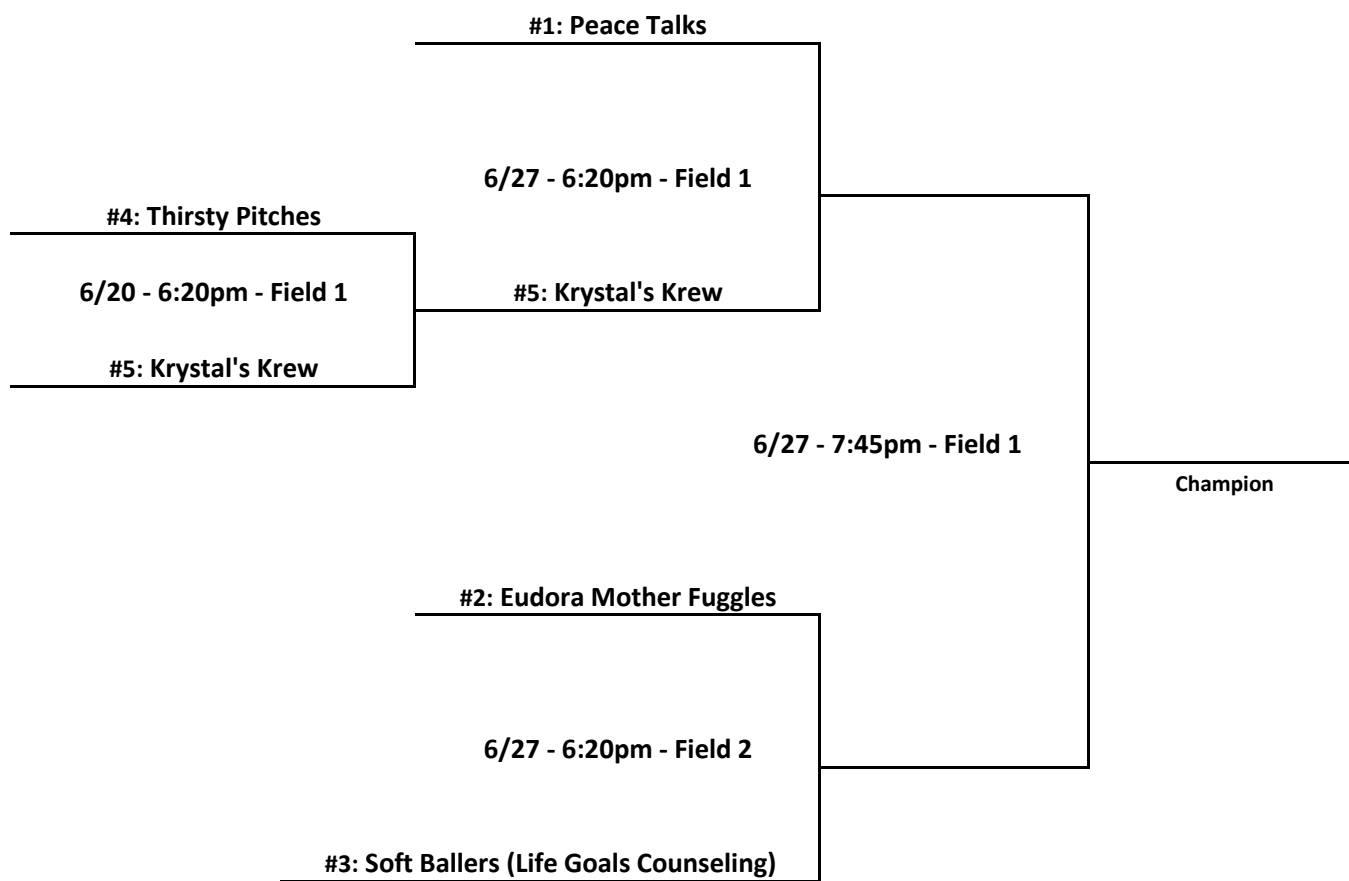 #1: Peace Talks
6/27 - 6:20pm - Field 1
#4: Thirsty Pitches
6/20 - 6:20pm - Field 1
#5: Krystal's Krew
#5: Krystal's Krew
6/27 - 7:45pm - Field 1
Champion
#2: Eudora Mother Fuggles
6/27 - 6:20pm - Field 2
#3: Soft Ballers (Life Goals Counseling)